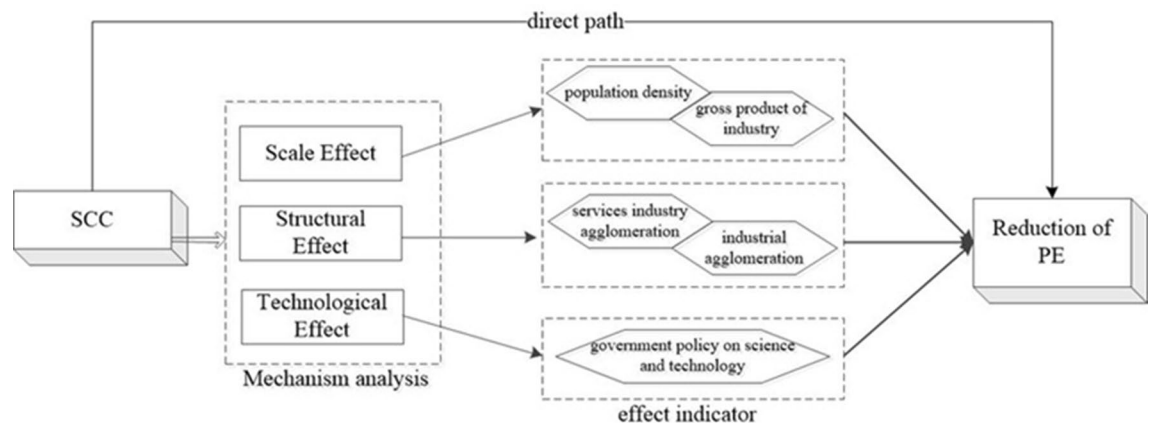 direct path
population density
gross product of
industry
Scale Effect
SCC
Structural
Effect
services industry
agglomeration
industrial
agglomeration
Reduction of
PE
Technological
Effect
government policy on science
and technology
Mechanism analysis
effect indicator